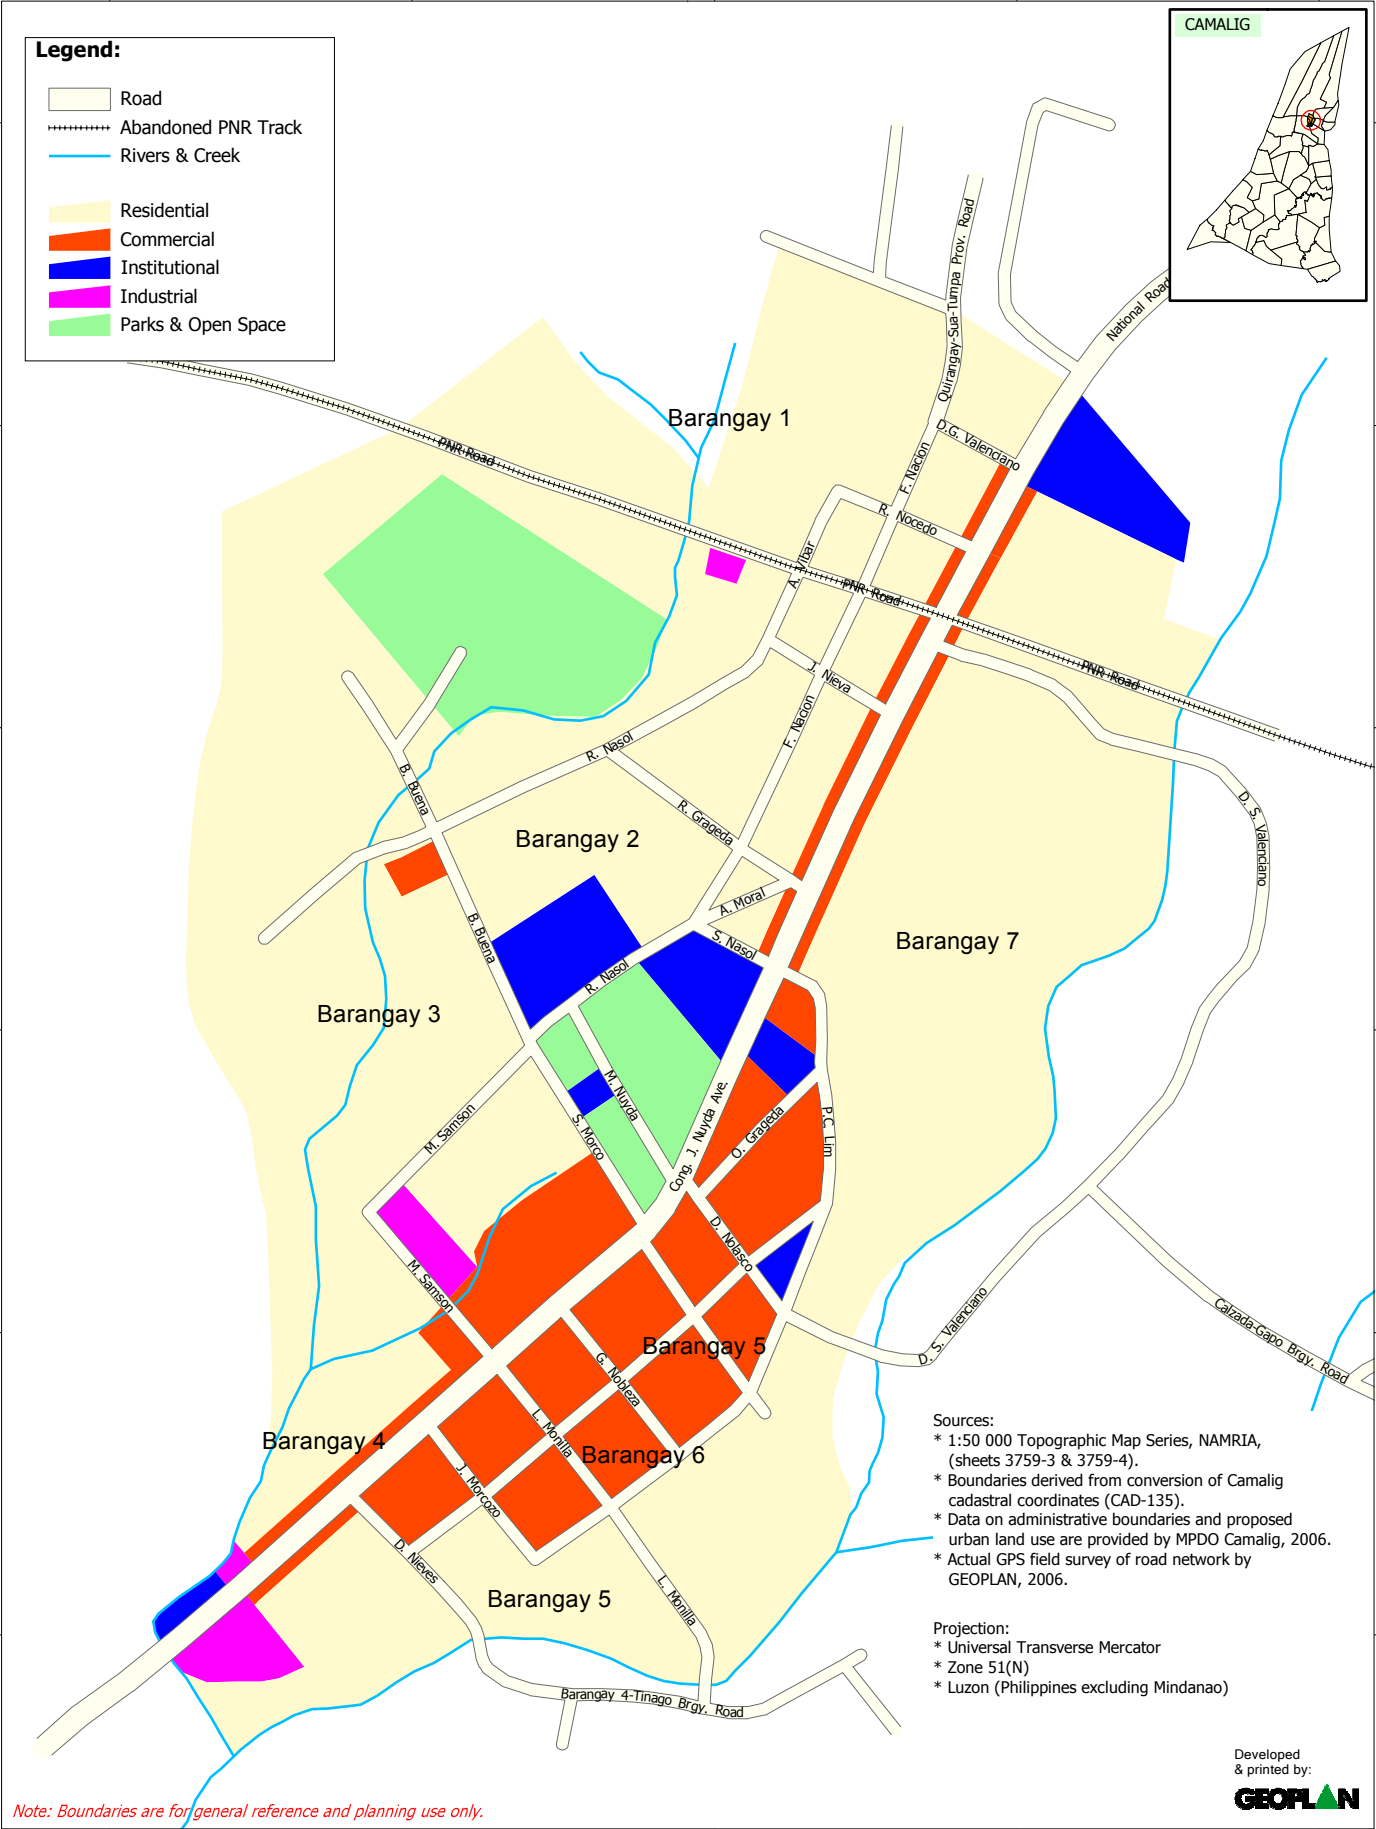 CAMALIG
Legend:
Road
Abandoned PNR Track
Rivers & Creek
Residential
Commercial
Institutional
Industrial
Parks & Open Space
Quirangay-Sua-Tumpa Prov. Road
National Road
Barangay 1
PNR Road
D.G. Valenciano
F. Nacion
R. Nocedo
A. Vibar
PNR Road
PNR Road
J. Nieva
F. Nacion
R. Nasol
B. Buena
R. Grageda
D. S. Valenciano
Barangay 2
A. Moral
B. Buena
S. Nasol
Barangay 7
R. Nasol
Barangay 3
M. Nuyda
Cong. J. Nuyda Ave.
O. Grageda
P.C. Lim
M. Samson
S. Morco
D. Nolasco
M. Samson
D. S. Valenciano
Calzada-Gapo Brgy. Road
Barangay 5
G. Nobleza
L. Monilla
Barangay 4
Barangay 6
J. Morcozo
D. Nieves
L. Monilla
Barangay 5
Barangay 4-Tinago Brgy. Road
Sources:
* 1:50 000 Topographic Map Series, NAMRIA,
(sheets 3759-3 & 3759-4).
* Boundaries derived from conversion of Camalig
cadastral coordinates (CAD-135).
* Data on administrative boundaries and proposed
urban land use are provided by MPDO Camalig, 2006.
* Actual GPS field survey of road network by
GEOPLAN, 2006.
Projection:
* Universal Transverse Mercator
* Zone 51(N)
* Luzon (Philippines excluding Mindanao)
Developed
& printed by:
GEOPLAN
Note: Boundaries are for general reference and planning use only.